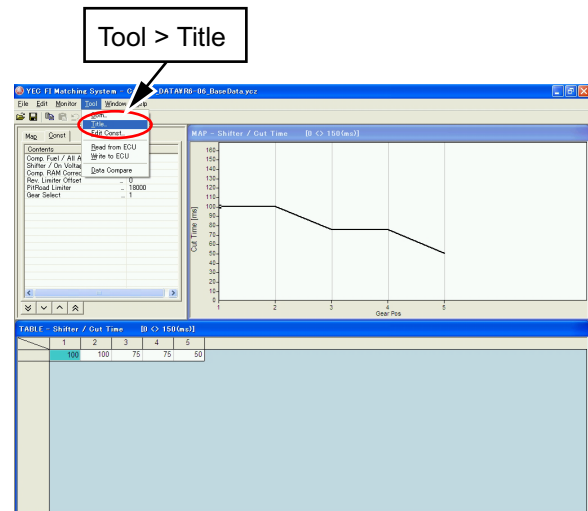 Tool > Title
YEC FI Matching System - C DATA¥R6-06_BaseData.ycz
File Edit Monitor Tool Window
Title..
Edit Const..
Read from ECU
Write to ECU
Data Compare
Map Const
Contents
Comp. Fuel / All A
Shifter / On Voltag
Comp. RAM Correc
Rev. Limiter Offset .. 0
PitRoad Limiter .. 18000
Gear Select .. 1
MAP - Shifter / Cut Time [0 <> 150(ms)]
Cut Time [ms]
160
150
140
130
120
110
100
90
80
70
60
50
40
30
20
10
0
1 2 3 4 5
Gear Pos
TABLE - Shifter / Cut Time [0 <> 150(ms)]
1 2 3 4 5
100 100 75 75 50